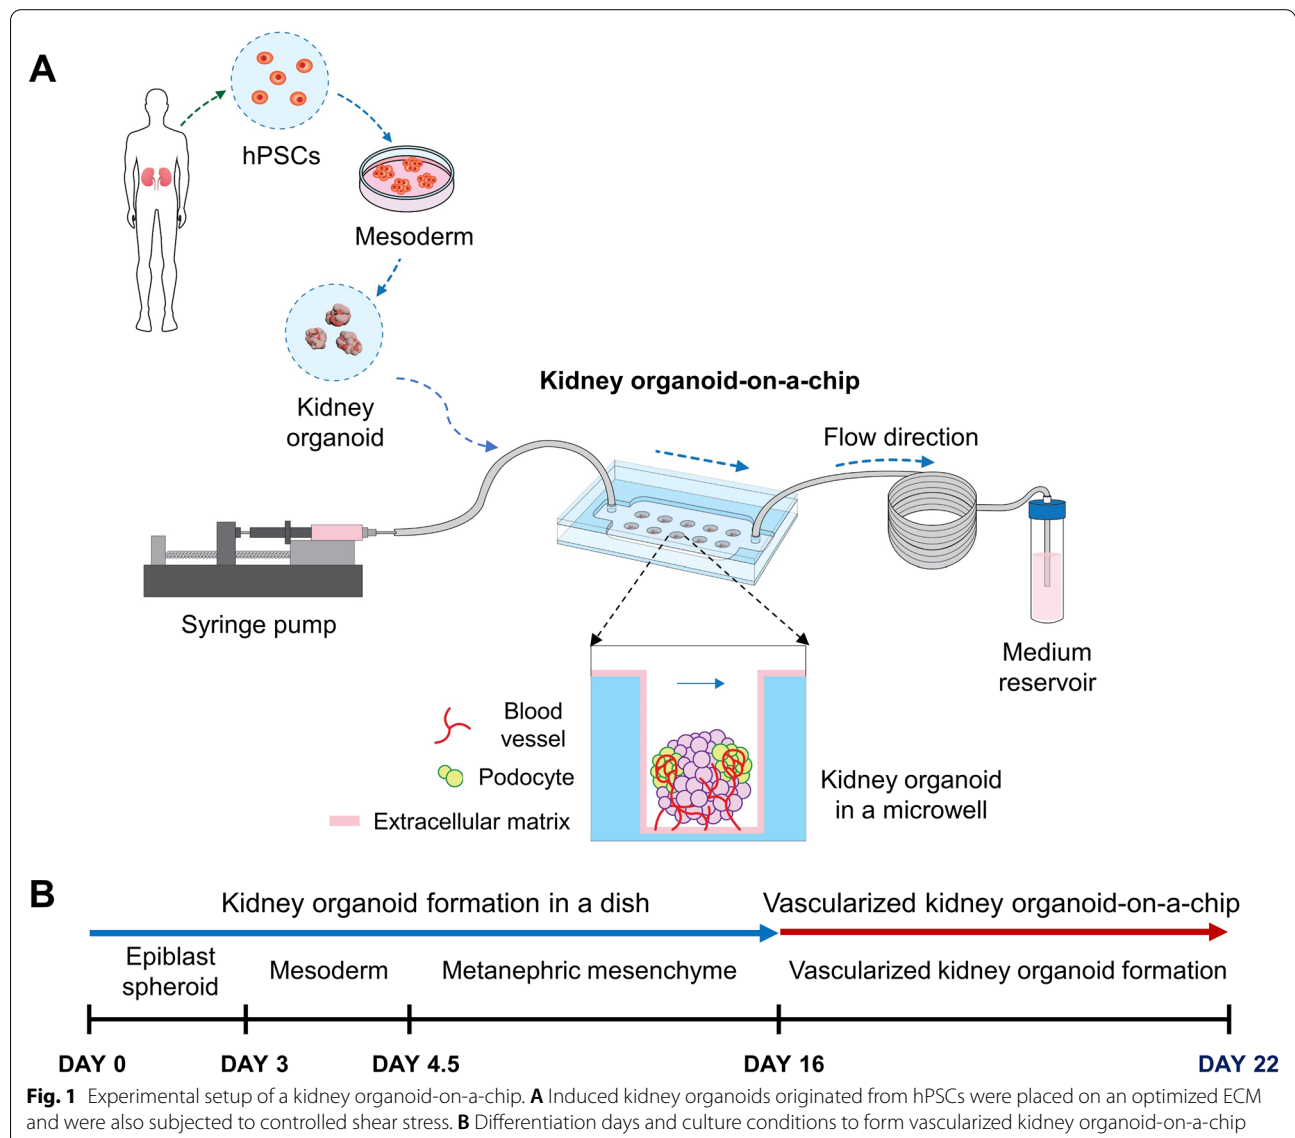 A
hPSCs
Mesoderm
Kidney
organoid
Kidney organoid-on-a-chip
Flow direction
Syringe pump
Medium
reservoir
Blood
vessel
Podocyte
Extracellular matrix
Kidney organoid
in a microwell
B
Kidney organoid formation in a dish
Vascularized kidney organoid-on-a-chip
Epiblast
spheroid
Mesoderm
Metanephric mesenchyme
Vascularized kidney organoid formation
DAY 0
DAY 3
DAY 4.5
DAY 16
DAY 22
Fig. 1 Experimental setup of a kidney organoid-on-a-chip. A Induced kidney organoids originated from hPSCs were placed on an optimized ECM
and were also subjected to controlled shear stress. B Differentiation days and culture conditions to form vascularized kidney organoid-on-a-chip